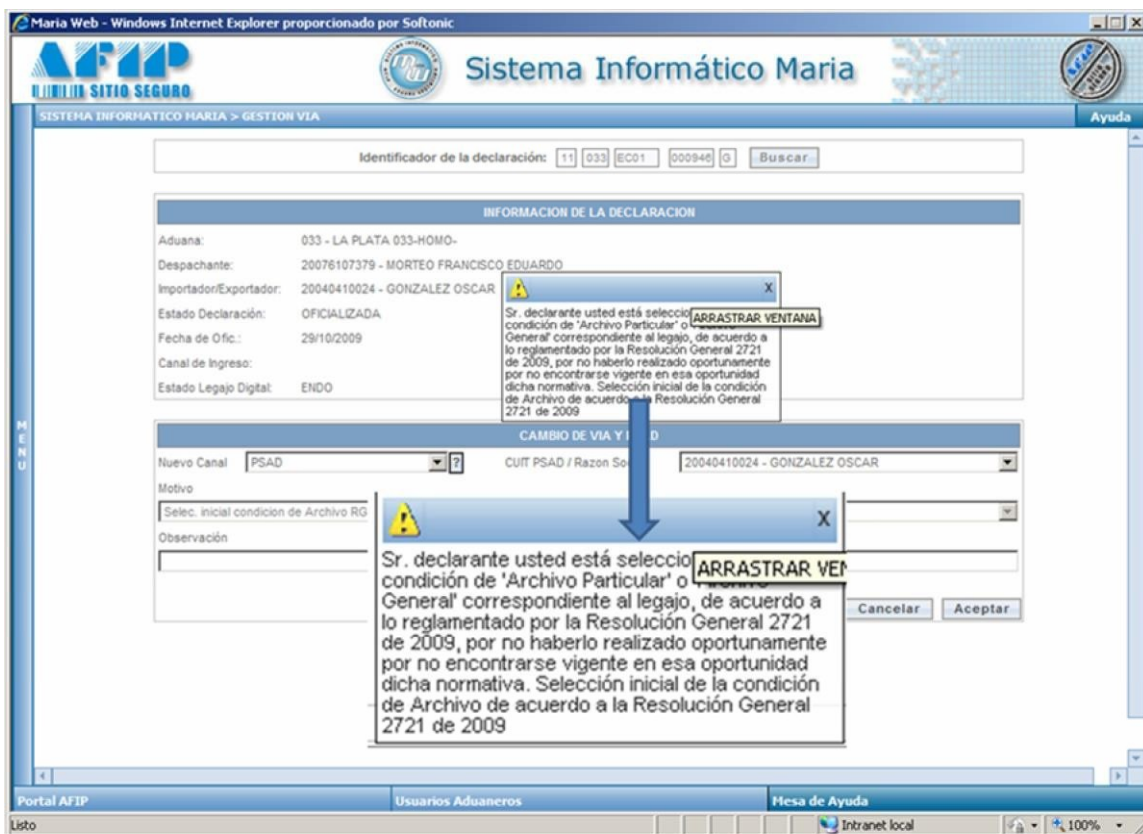 Maria Web - Windows Internet Explorer proporcionado por Softonic
AFIP
SITIO SEGURO
Sistema Informático Maria
SISTEMA INFORMATICO MARIA > GESTION VIA
Ayuda
Identificador de la declaración: 11 033 EC01 000946 G Buscar
INFORMACION DE LA DECLARACION
Aduana: 033 - LA PLATA 033-HOMO-
Despachante: 20076107379 - MORTEO FRANCISCO EDUARDO
Importador/Exportador: 20040410024 - GONZALEZ OSCAR
Estado Declaración: OFICIALIZADA
Fecha de Ofic.: 29/10/2009
Canal de Ingreso:
Estado Legajo Digital: ENDO
X
Sr. declarante usted está seleccio
ARRASTRAR VENTANA
condición de 'Archivo Particular' o
General' correspondiente al legajo, de acuerdo a
lo reglamentado por la Resolución General 2721
de 2009, por no haberlo realizado oportunamente
por no encontrarse vigente en esa oportunidad
dicha normativa. Selección inicial de la condición
de Archivo de acuerdo a la Resolución General
2721 de 2009
MENU
CAMBIO DE VIA Y D
Nuevo Canal PSAD ? CUIT PSAD / Razon So 20040410024 - GONZALEZ OSCAR
Motivo
Selec. inicial condicion de Archivo RG
Observación
Cancelar Aceptar
X
Sr. declarante usted está seleccio
ARRASTRAR VEN
condición de 'Archivo Particular' o
General' correspondiente al legajo, de acuerdo a
lo reglamentado por la Resolución General 2721
de 2009, por no haberlo realizado oportunamente
por no encontrarse vigente en esa oportunidad
dicha normativa. Selección inicial de la condición
de Archivo de acuerdo a la Resolución General
2721 de 2009
Portal AFIP
Usuarios Aduaneros
Mesa de Ayuda
Listo
Intranet local
100%